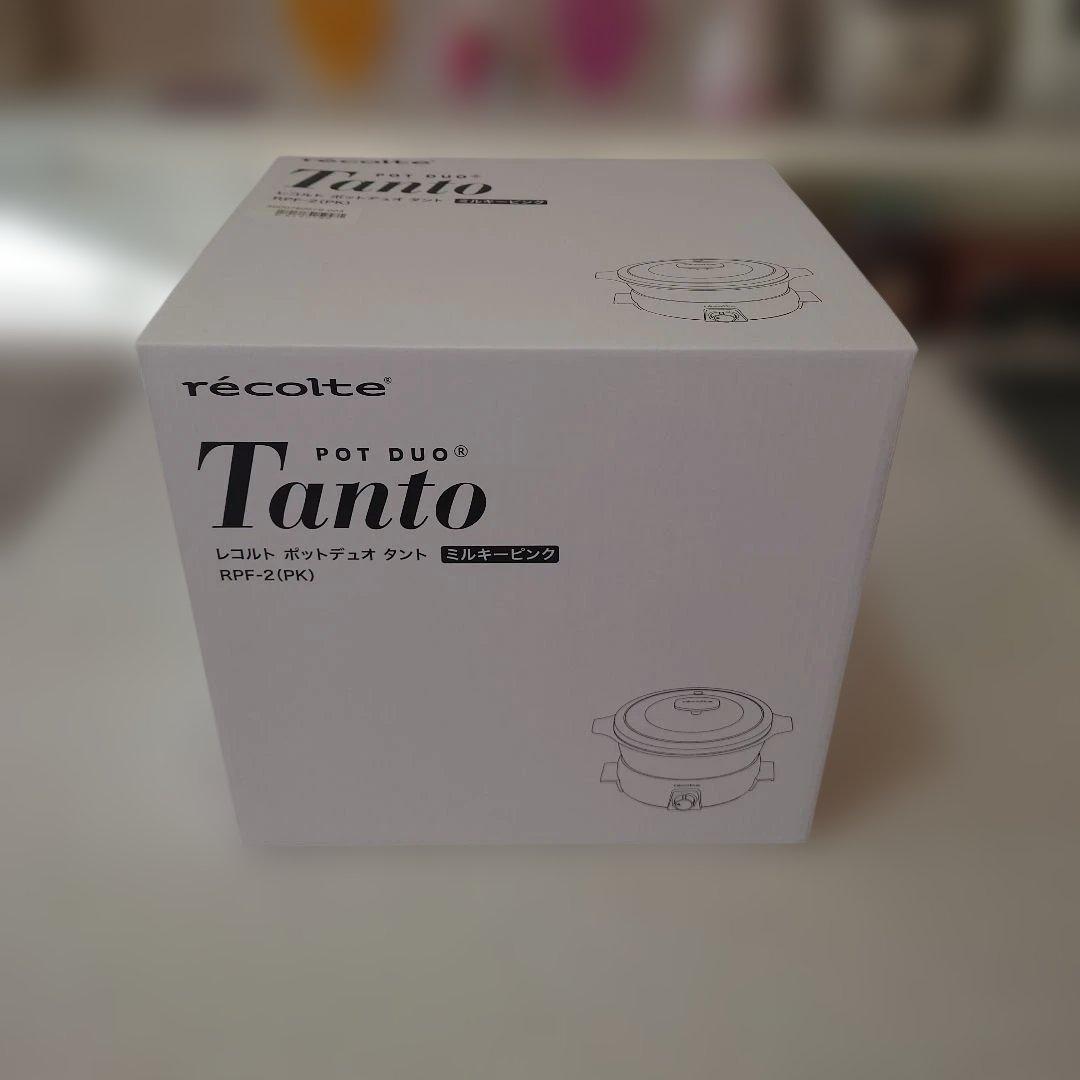 récolte
POT DUO®
Tanto
レコルト ポットデュオ タント ミルキーピンク
RPF-2(PK)
récolte®
POT DUO®
Tanto
レコルト ポットデュオ タント ミルキーピンク
RPF-2(PK)
récolte